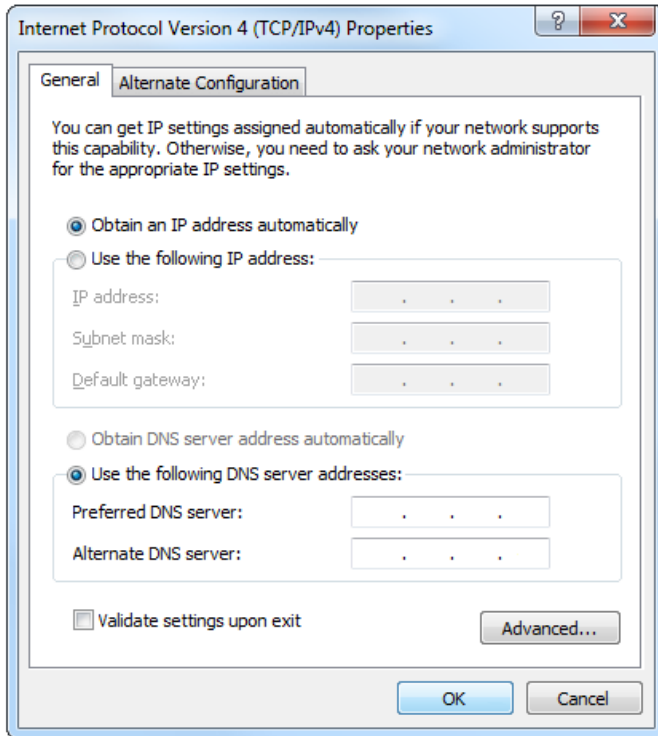 Internet Protocol Version 4 (TCP/IPv4) Properties
?
General
Alternate Configuration
You can get IP settings assigned automatically if your network supports
this capability. Otherwise, you need to ask your network administrator
for the appropriate IP settings.
Obtain an IP address automatically
Use the following IP address:
IP address: . . .
Subnet mask: . . .
Default gateway: . . .
Obtain DNS server address automatically
Use the following DNS server addresses:
Preferred DNS server: . . .
Alternate DNS server: . . .
Validate settings upon exit
Advanced...
OK
Cancel